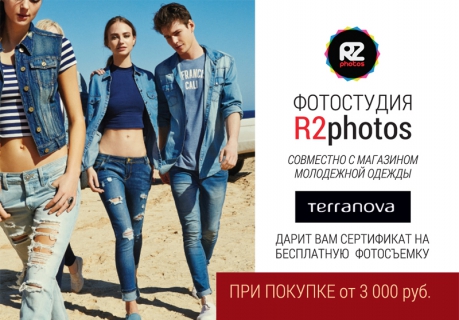 R2
photos
ФОТОСТУДИЯ
R2photos
СОВМЕСТНО С МАГАЗИНОМ
МОЛОДЕЖНОЙ ОДЕЖДЫ
Terranova
ДАРИТ ВАМ СЕРТИФИКАТ НА
БЕСПЛАТНУЮ ФОТОСЪЕМКУ
ПРИ ПОКУПКЕ от 3 000 руб.
FRANCE
CALI